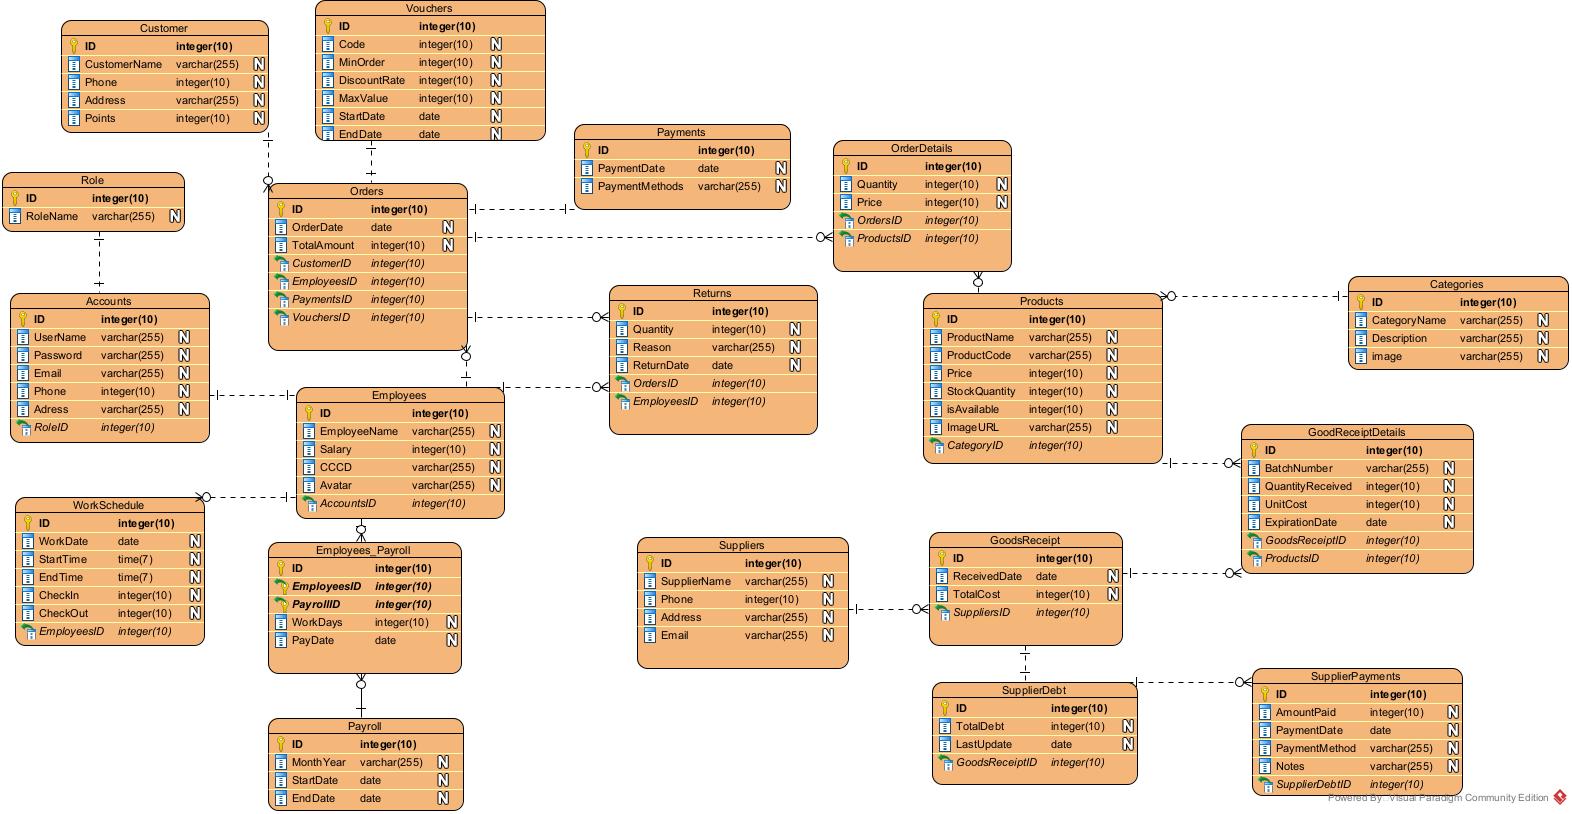 Customer
ID integer(10)
CustomerName varchar(255) N
Phone integer(10) N
Address varchar(255) N
Points integer(10) N
Vouchers
ID integer(10)
Code integer(10) N
MinOrder integer(10) N
DiscountRate integer(10) N
MaxValue integer(10) N
StartDate date N
EndDate date N
Payments
ID integer(10)
PaymentDate date N
PaymentMethods varchar(255) N
OrderDetails
ID integer(10)
Quantity integer(10) N
Price integer(10) N
OrdersID integer(10)
ProductsID integer(10)
Role
ID integer(10)
RoleName varchar(255) N
Orders
ID integer(10)
OrderDate date N
TotalAmount integer(10) N
CustomerID integer(10)
EmployeesID integer(10)
PaymentsID integer(10)
VouchersID integer(10)
Accounts
ID integer(10)
UserName varchar(255) N
Password varchar(255) N
Email varchar(255) N
Phone integer(10) N
Adress varchar(255) N
RoleID integer(10)
Returns
ID integer(10)
Quantity integer(10) N
Reason varchar(255) N
ReturnDate date N
OrdersID integer(10)
EmployeesID integer(10)
Products
ID integer(10)
ProductName varchar(255) N
ProductCode varchar(255) N
Price integer(10) N
StockQuantity integer(10) N
isAvailable integer(10) N
ImageURL varchar(255) N
CategoryID integer(10)
Categories
ID integer(10)
CategoryName varchar(255) N
Description varchar(255) N
image varchar(255) N
Employees
ID integer(10)
EmployeeName varchar(255) N
Salary integer(10) N
CCCD varchar(255) N
Avatar varchar(255) N
AccountsID integer(10)
GoodReceiptDetails
ID integer(10)
BatchNumber varchar(255) N
QuantityReceived integer(10) N
UnitCost integer(10) N
ExpirationDate date N
GoodsReceiptID integer(10)
ProductsID integer(10)
WorkSchedule
ID integer(10)
WorkDate date N
StartTime time(7) N
EndTime time(7) N
CheckIn integer(10) N
CheckOut integer(10) N
EmployeesID integer(10)
Employees_Payroll
ID integer(10)
EmployeesID integer(10)
PayrollID integer(10)
WorkDays integer(10) N
PayDate date N
Suppliers
ID integer(10)
SupplierName varchar(255) N
Phone integer(10) N
Address varchar(255) N
Email varchar(255) N
GoodsReceipt
ID integer(10)
ReceivedDate date N
TotalCost integer(10) N
SuppliersID integer(10)
Payroll
ID integer(10)
MonthYear varchar(255) N
StartDate date N
EndDate date N
SupplierDebt
ID integer(10)
TotalDebt integer(10) N
LastUpdate date N
GoodsReceiptID integer(10)
SupplierPayments
ID integer(10)
AmountPaid integer(10) N
PaymentDate date N
PaymentMethod varchar(255) N
Notes varchar(255) N
SupplierDebtID integer(10)
Powered By Visual Paradigm Community Edition